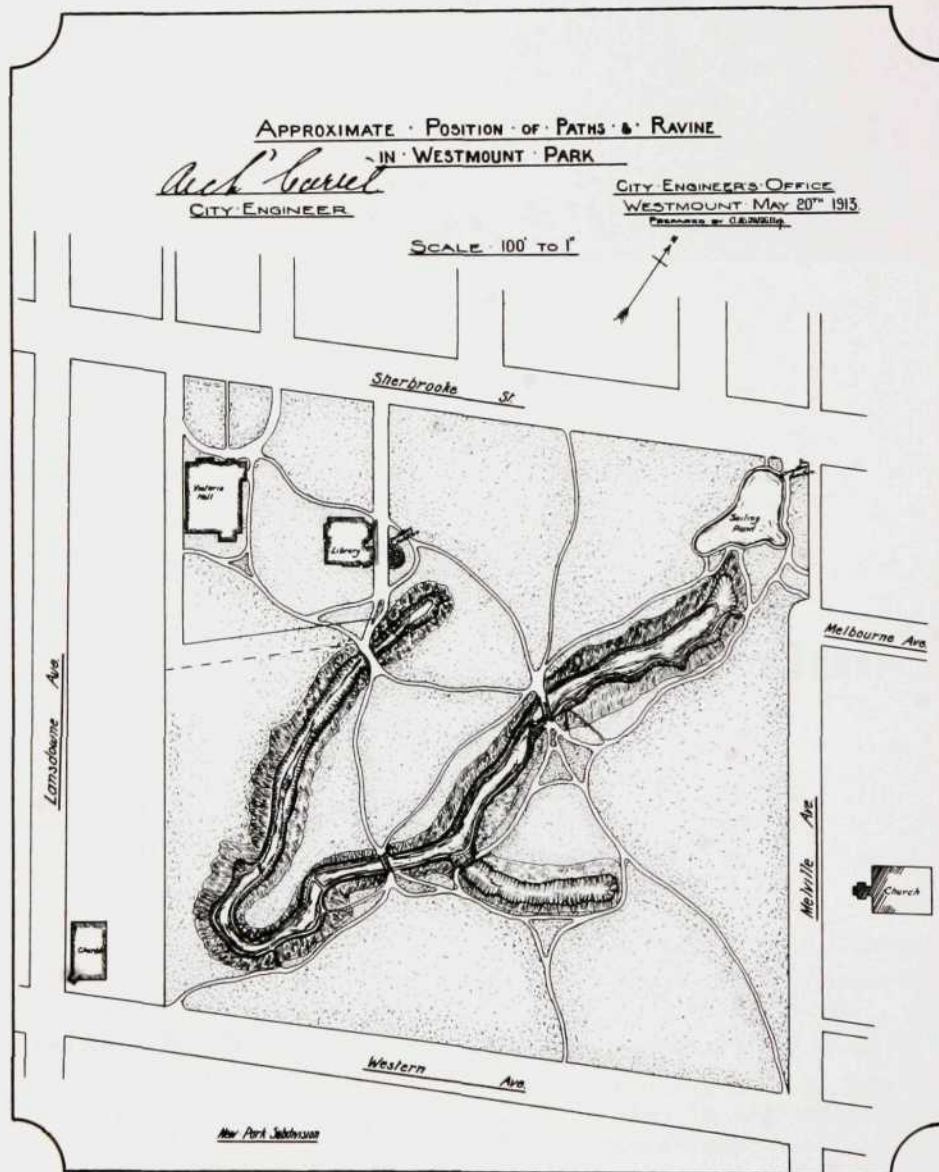 APPROXIMATE · POSITION · OF · PATHS · & · RAVINE
· IN · WESTMOUNT · PARK
CITY · ENGINEER
CITY · ENGINEER'S · OFFICE
WESTMOUNT · MAY 20TH 1913.
PREPARED BY
SCALE · 100' TO 1"
Sherbrooke St.
Victoria Hall
Library
Sailing Pond
Melbourne Ave.
Lansdowne Ave.
Melville Ave
Church
Church
Western Ave.
New Park Subdivision